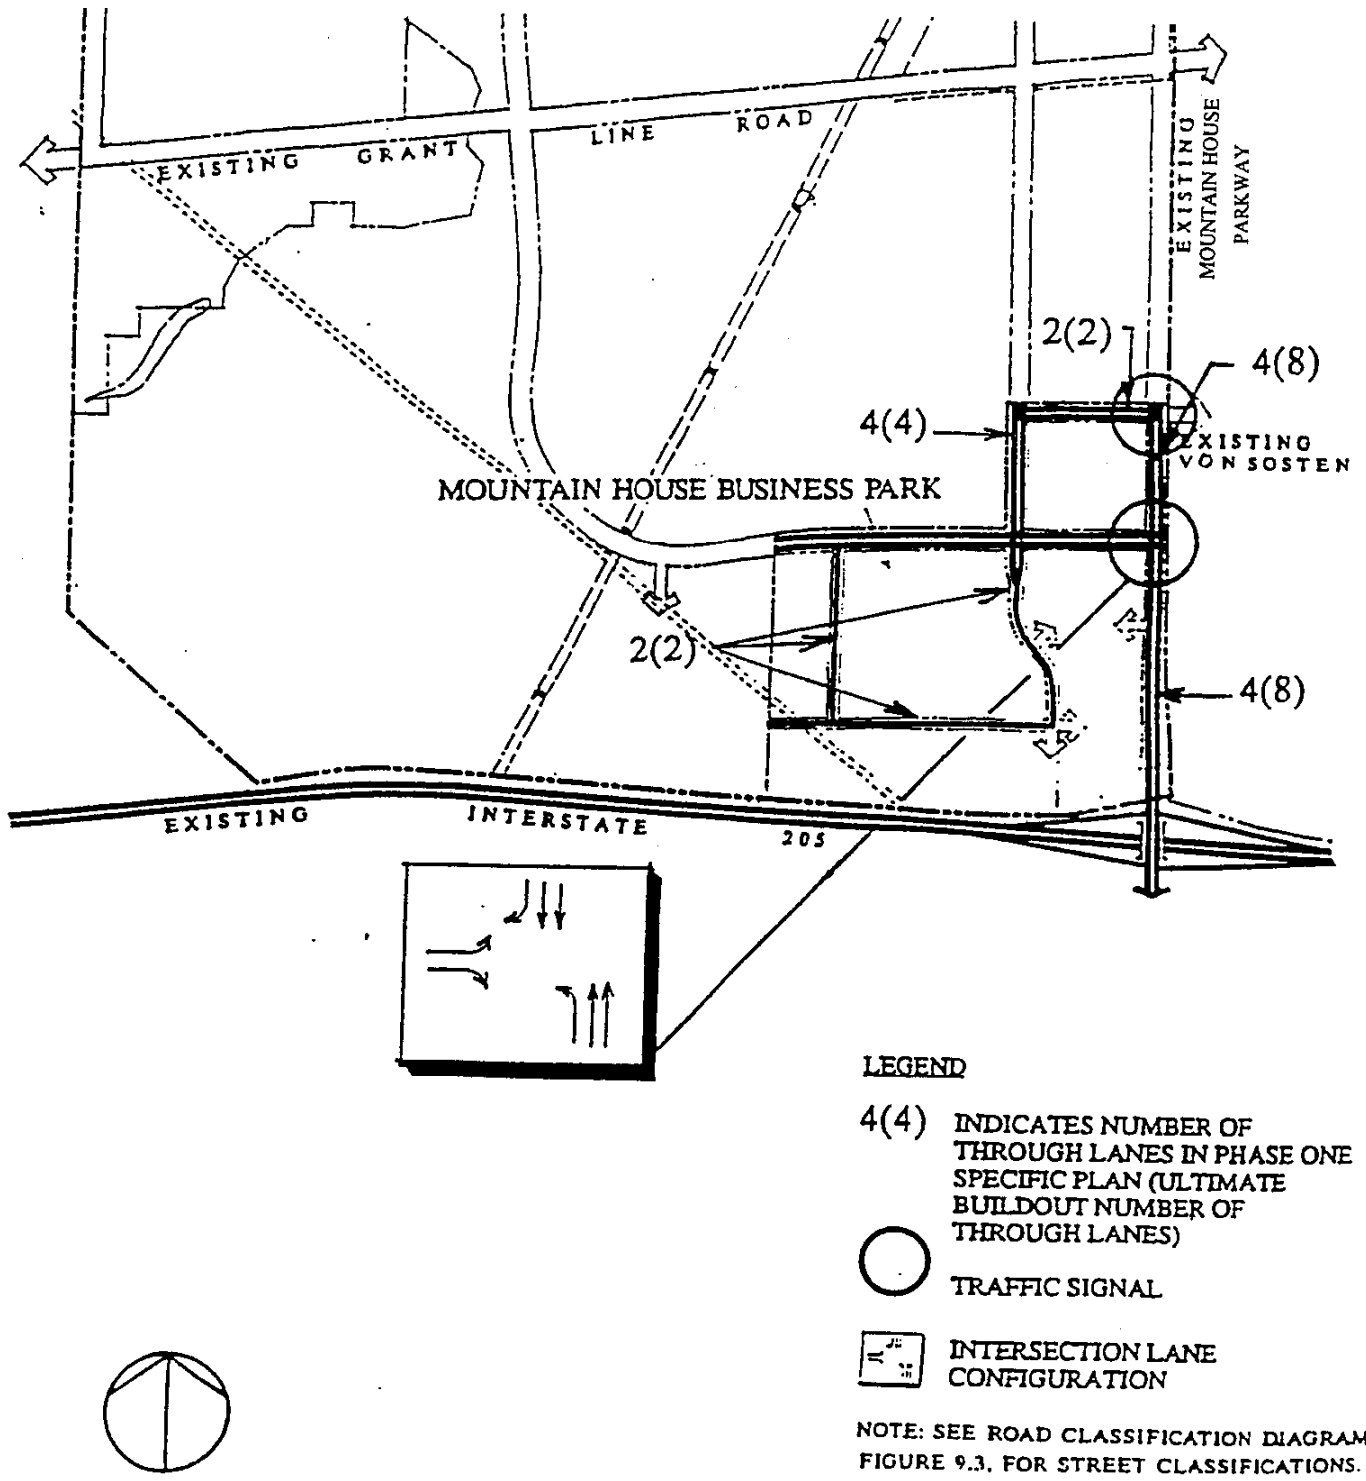 EXISTING GRANT LINE ROAD
EXISTING
MOUNTAIN HOUSE
PARKWAY
2(2)
4(8)
4(4)
EXISTING
VON SOSTEN
MOUNTAIN HOUSE BUSINESS PARK
2(2)
4(8)
EXISTING INTERSTATE 205
LEGEND
4(4) INDICATES NUMBER OF
THROUGH LANES IN PHASE ONE
SPECIFIC PLAN (ULTIMATE
BUILDOUT NUMBER OF
THROUGH LANES)
TRAFFIC SIGNAL
INTERSECTION LANE
CONFIGURATION
NOTE: SEE ROAD CLASSIFICATION DIAGRAM
FIGURE 9.3, FOR STREET CLASSIFICATIONS.